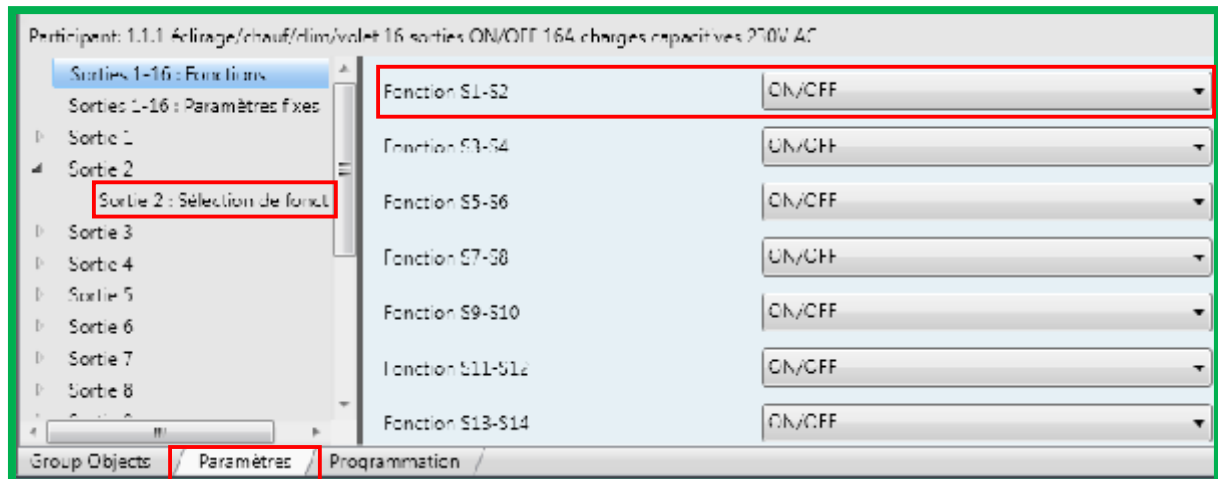 Participant: 1.1.1 éclirage/chauf/clim/volet 16 sorties ON/OFF 16A charges capacitives 230V AC
Sorties 1-16 : Fonctions
Sorties 1-16 : Paramètres fixes
Sortie 1
Sortie 2
Sortie 2 : Sélection de fonct
Sortie 3
Sortie 4
Sortie 5
Sortie 6
Sortie 7
Sortie 8
Fonction S1-S2 ON/OFF
Fonction S3-S4 ON/OFF
Fonction S5-S6 ON/OFF
Fonction S7-S8 ON/OFF
Fonction S9-S10 ON/OFF
Fonction S11-S12 ON/OFF
Fonction S13-S14 ON/OFF
Group Objects Paramètres Programmation